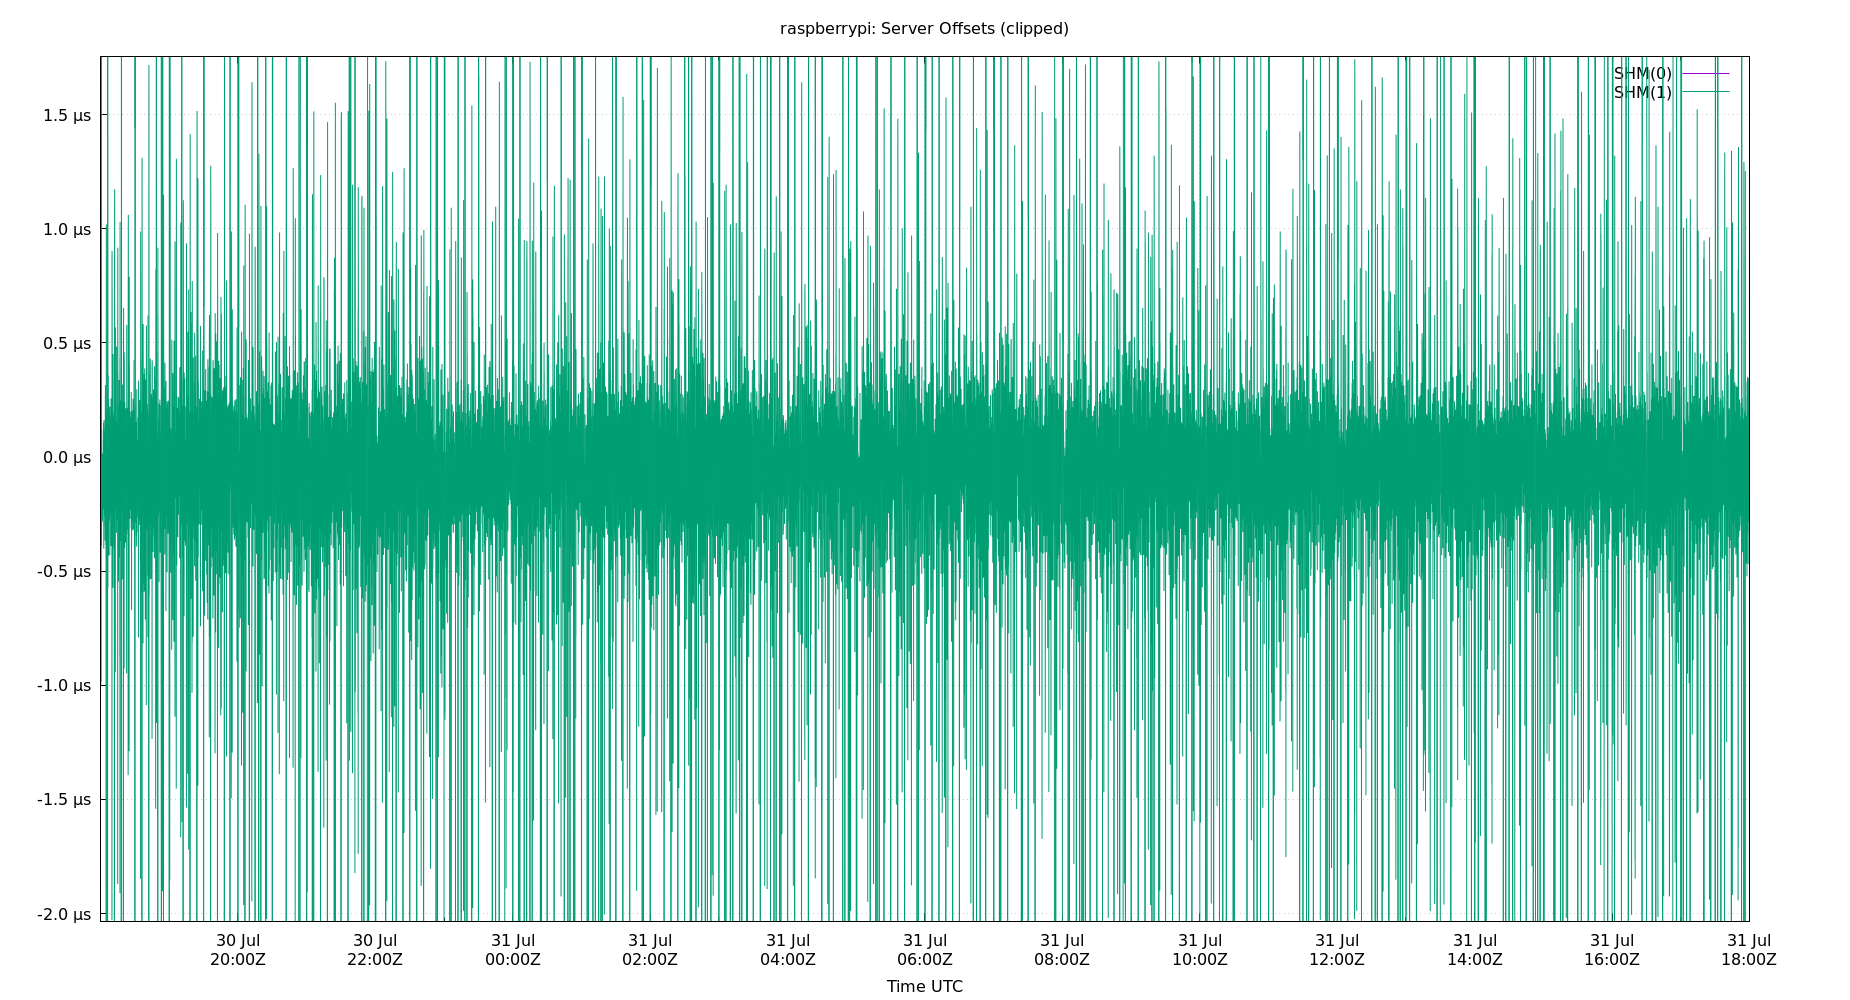 raspberrypi: Server Offsets (clipped)
SHM(0)
SHM(1)
1.5 µs
1.0 µs
0.5 µs
0.0 µs
-0.5 µs
-1.0 µs
-1.5 µs
-2.0 µs
30 Jul 30 Jul 31 Jul 31 Jul 31 Jul 31 Jul 31 Jul 31 Jul 31 Jul 31 Jul 31 Jul 31 Jul
20:00Z 22:00Z 00:00Z 02:00Z 04:00Z 06:00Z 08:00Z 10:00Z 12:00Z 14:00Z 16:00Z 18:00Z
Time UTC